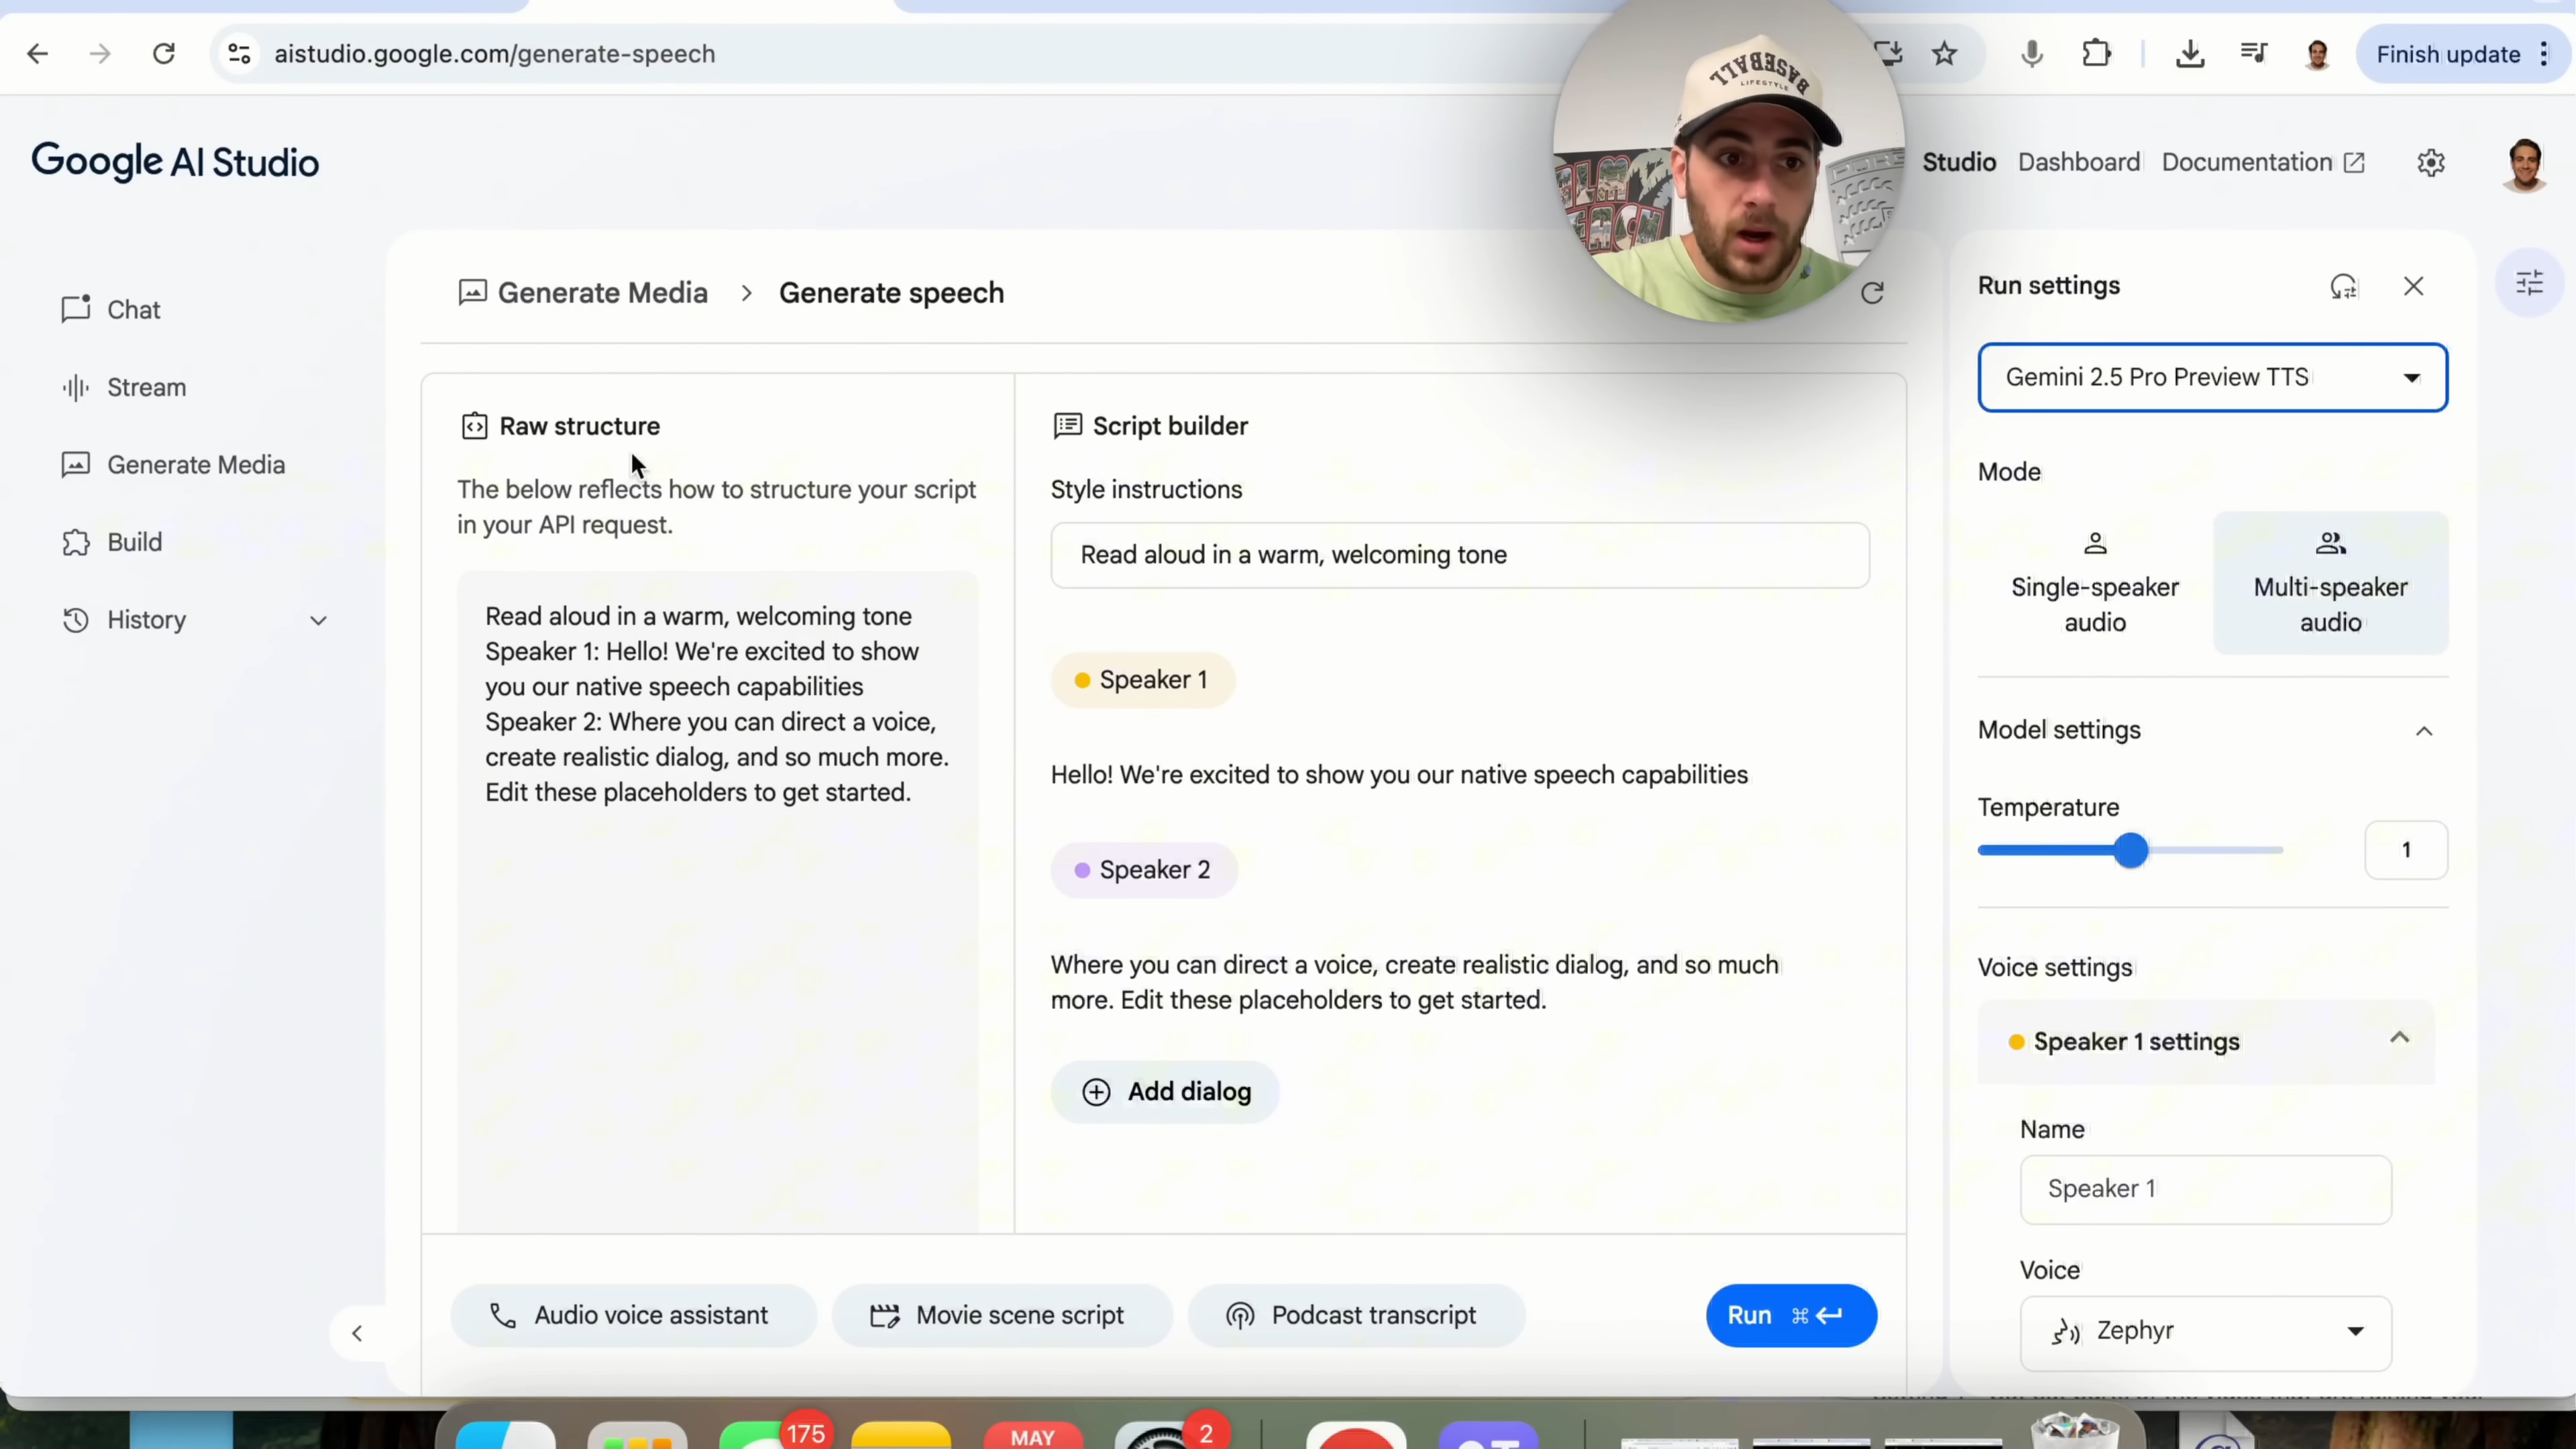 aistudio.google.com/generate-speech
Finish update
BASEBALL
LIFESTYLE
Google AI Studio
Studio
Dashboard
Documentation
Chat
Stream
Generate Media
Build
History
Generate Media > Generate speech
Raw structure
The below reflects how to structure your script
in your API request.
Read aloud in a warm, welcoming tone
Speaker 1: Hello! We're excited to show
you our native speech capabilities
Speaker 2: Where you can direct a voice,
create realistic dialog, and so much more.
Edit these placeholders to get started.
Script builder
Style instructions
Read aloud in a warm, welcoming tone
Speaker 1
Hello! We're excited to show you our native speech capabilities
Speaker 2
Where you can direct a voice, create realistic dialog, and so much
more. Edit these placeholders to get started.
Add dialog
Audio voice assistant
Movie scene script
Podcast transcript
Run ⌘
Run settings
Gemini 2.5 Pro Preview TTS
Mode
Single-speaker
audio
Multi-speaker
audio
Model settings
Temperature
1
Voice settings
Speaker 1 settings
Name
Speaker 1
Voice
Zephyr
175
MAY
2